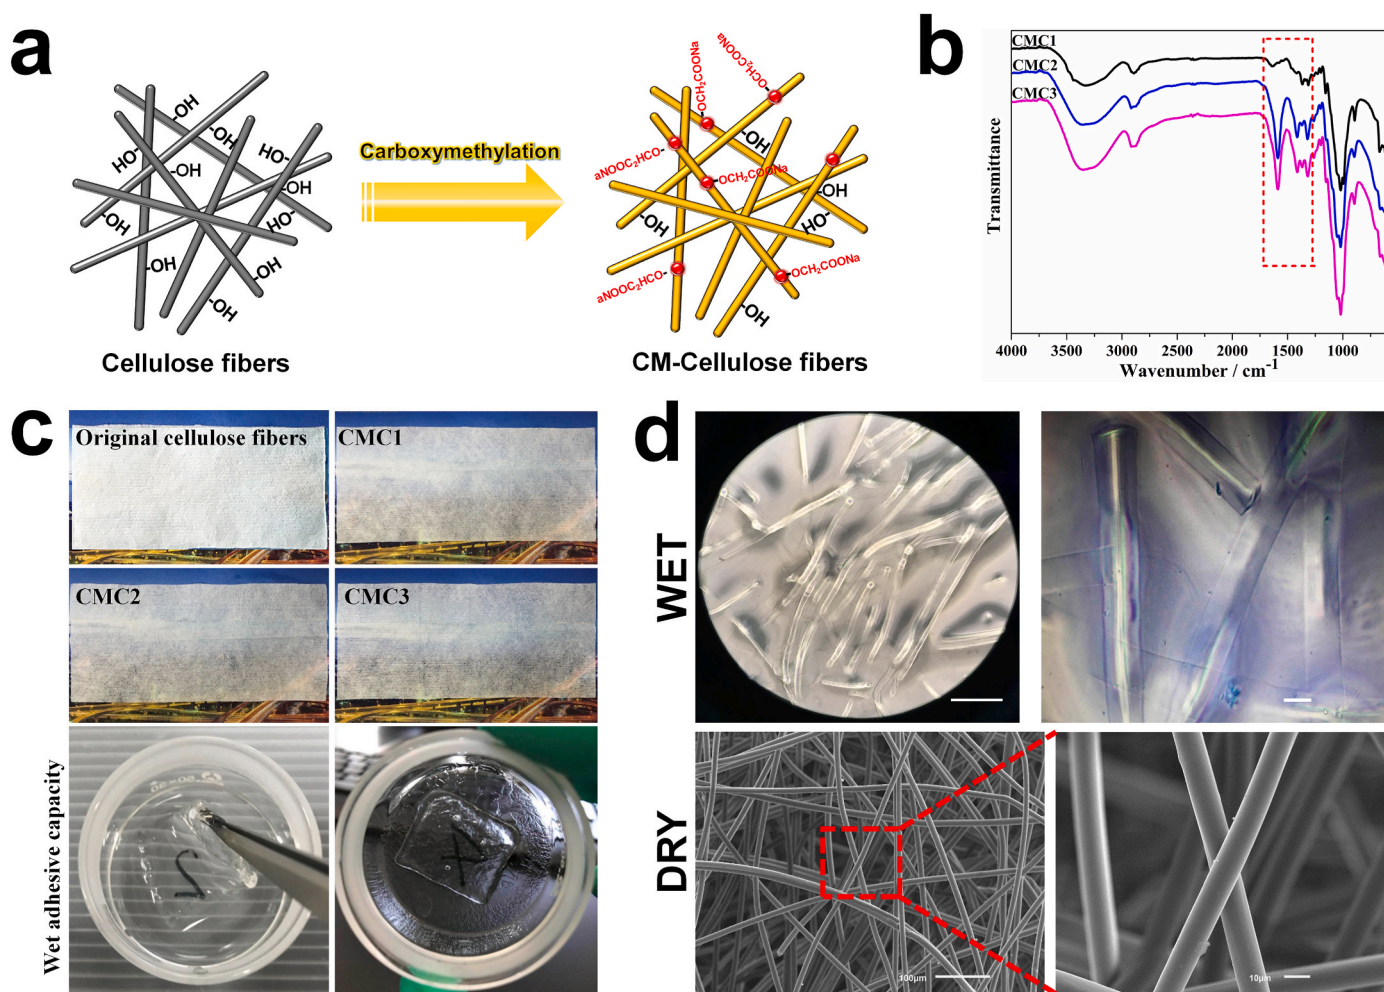 a
-OH
-OH
HO-
HO-
-OH
-OH
-OH
HO-
-OH
-OH
-OH
Cellulose fibers
Carboxymethylation
-OCH₂COONa
-OCH₂COONa
-OH
aNOOC₂HCO-
-OCH₂COONa
-OH
-OH
HO-
aNOOC₂HCO-
-OCH₂COONa
-OH
CM-Cellulose fibers
b
CMC1
CMC2
CMC3
Transmittance
4000 3500 3000 2500 2000 1500 1000
Wavenumber / cm⁻¹
c
Original cellulose fibers
CMC1
CMC2
CMC3
Wet adhesive capacity
2
A
d
WET
DRY
100μm
10μm